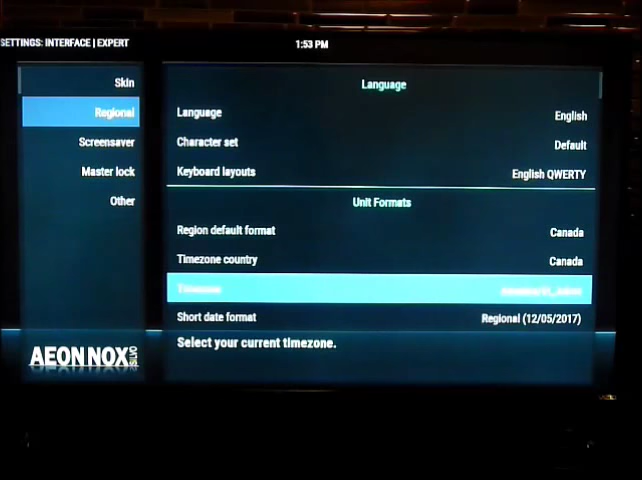 SETTINGS: INTERFACE | EXPERT
1:53 PM
Skin
Regional
Screensaver
Master lock
Other
Language
Language English
Character set Default
Keyboard layouts English QWERTY
Unit Formats
Region default format Canada
Timezone country Canada
Timezone
Short date format Regional (12/05/2017)
Select your current timezone.
AEON NOX SILVO